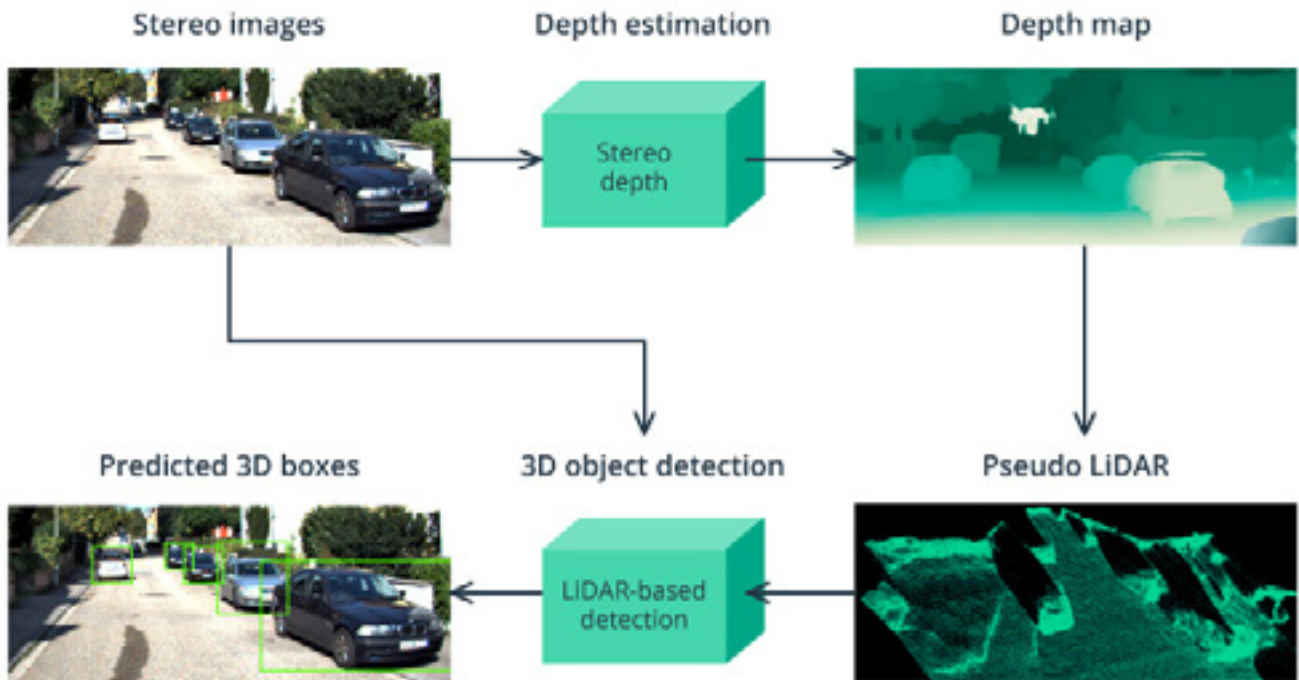 Stereo images
Depth estimation
Depth map
Stereo
depth
Predicted 3D boxes
3D object detection
Pseudo LiDAR
LiDAR-based
detection